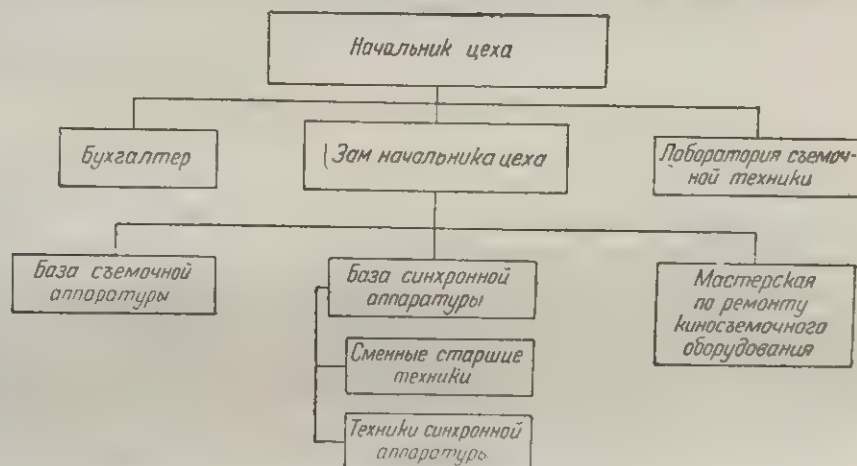 Начальник цеха
Бухгалтер
Зам начальника цеха
Лаборатория съемоч-
ной техники
База съемочной
аппаратуры
База синхронной
аппаратуры
Мастерская
по ремонту
киносъемочного
оборудования
Сменные старшие
техники
Техники синхронной
аппаратуры